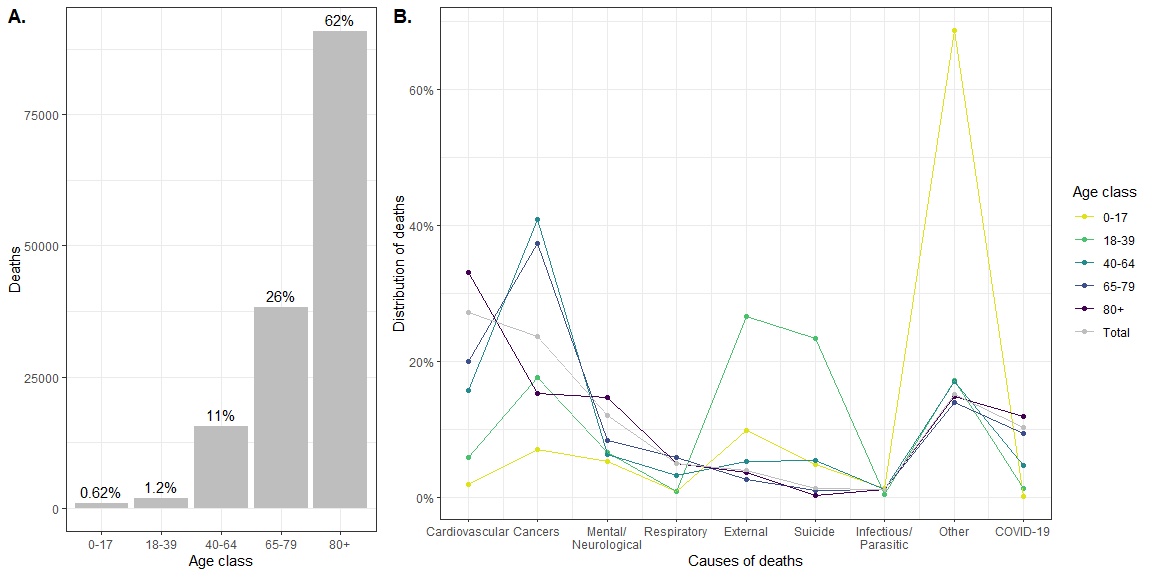 A.
Deaths
75000
50000
25000
0
0.62%
1.2%
11%
26%
62%
0-17
18-39
40-64
65-79
80+
Age class
B.
Distribution of deaths
60%
40%
20%
0%
Cardiovascular
Cancers
Mental/
Neurological
Respiratory
External
Suicide
Infectious/
Parasitic
Other
COVID-19
Causes of deaths
Age class
0-17
18-39
40-64
65-79
80+
Total